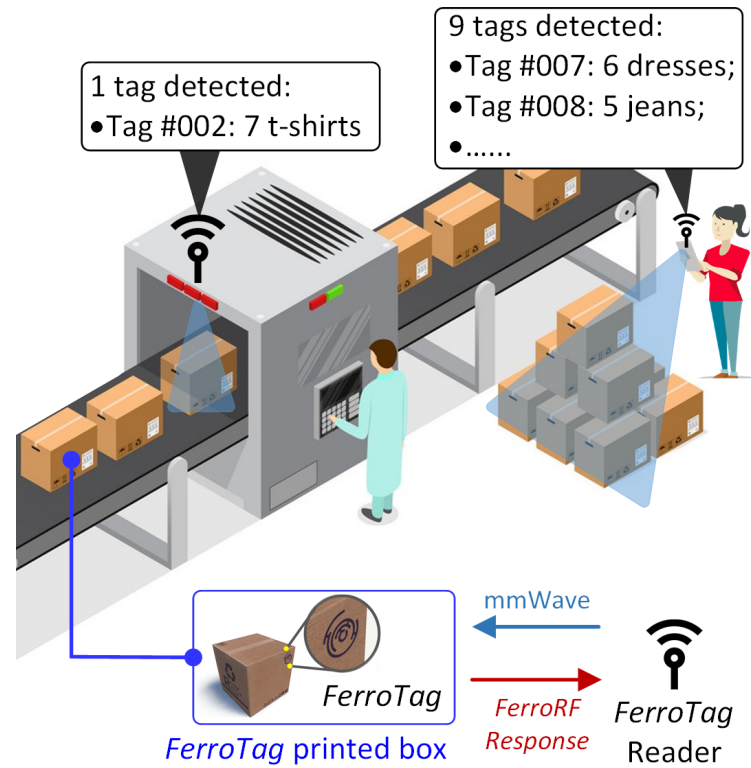 1 tag detected:
•Tag #002: 7 t-shirts
9 tags detected:
•Tag #007: 6 dresses;
•Tag #008: 5 jeans;
•......
mmWave
FerroTag
FerroRF
Response
FerroTag
Reader
FerroTag printed box